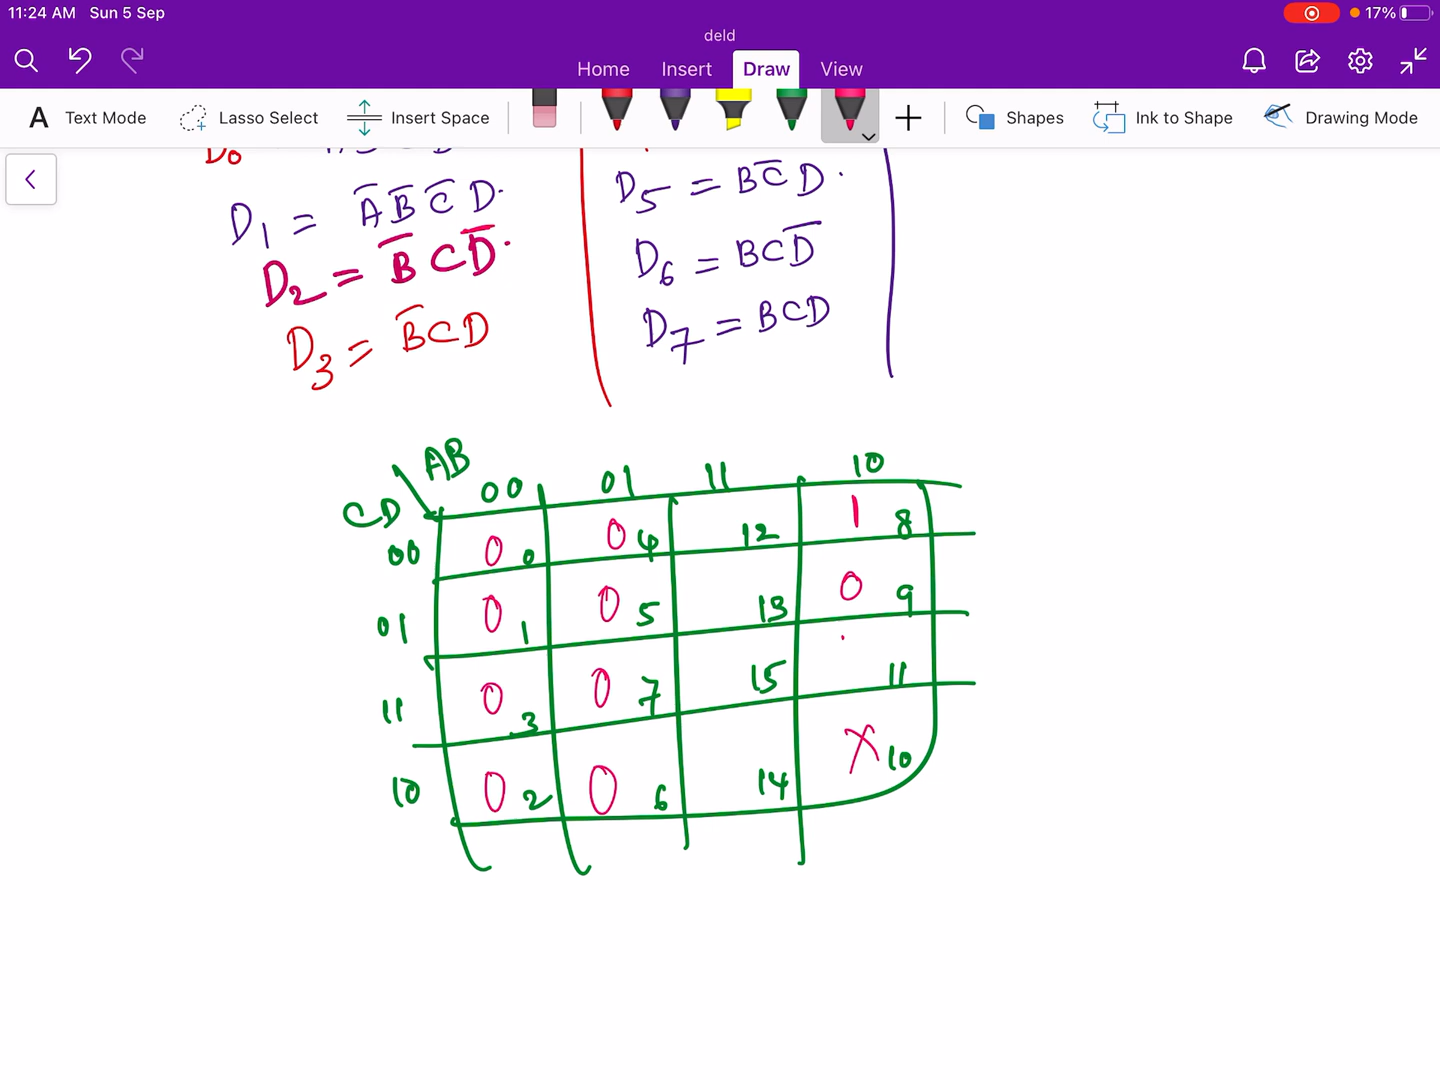 11:24 AM Sun 5 Sep 17%
deld
Home Insert Draw View
A Text Mode Lasso Select Insert Space Shapes Ink to Shape Drawing Mode
D0
D1 = A̅ B̅ C̅ D.
D2 = B̅ C D̅.
D3 = B̅CD
D5 = BC̅D.
D6 = BCD̅
D7 = BCD
AB
CD 00 01 11 10
00 0 0 0 4 12 1 8
01 0 1 0 5 13 0 9
11 0 3 0 7 15 11
10 0 2 0 6 14 X 10